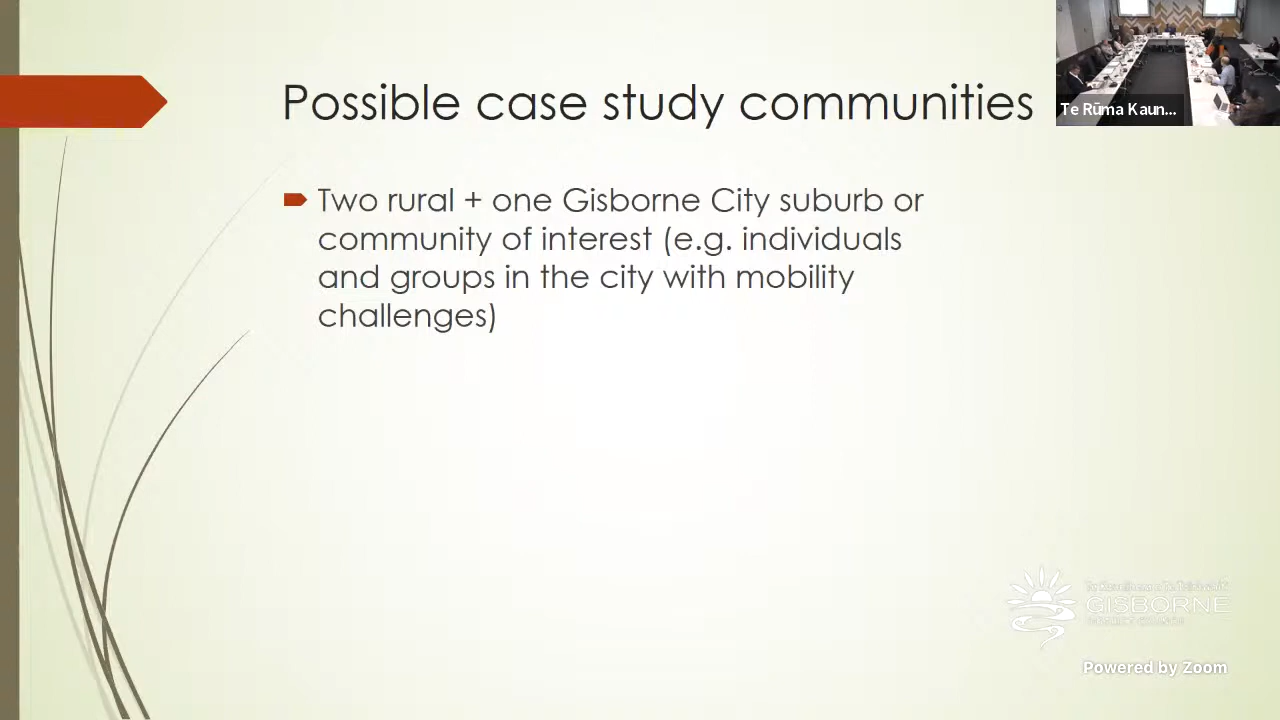 Possible case study communities
Te Rūma Kaun...
Two rural + one Gisborne City suburb or
community of interest (e.g. individuals
and groups in the city with mobility
challenges)
GISBORNE
Powered by Zoom